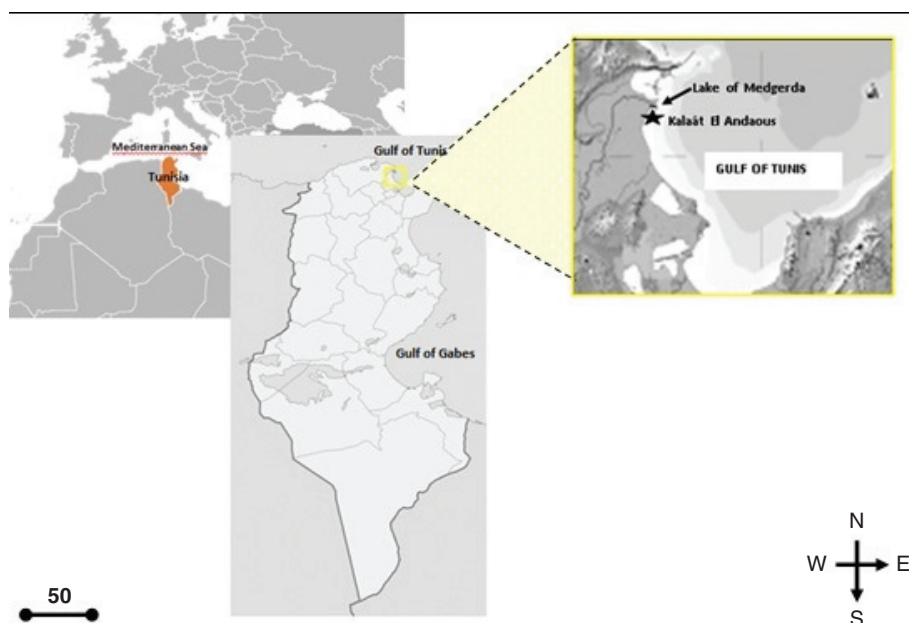 Mediterranean Sea
Tunisia
Gulf of Tunis
Gulf of Gabes
Lake of Medgerda
Kalaât El Andaous
GULF OF TUNIS
50
N
W E
S